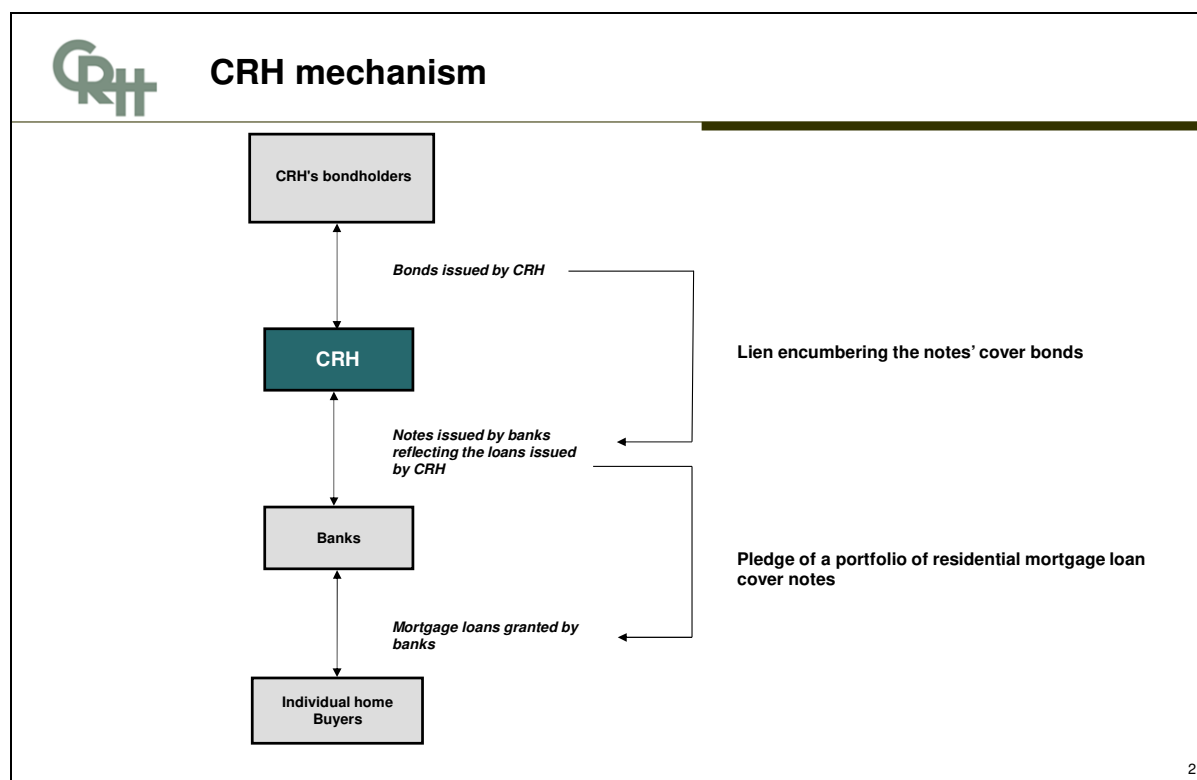 CRH
CRH mechanism
CRH's bondholders
Bonds issued by CRH
CRH
Lien encumbering the notes’ cover bonds
Notes issued by banks
reflecting the loans issued
by CRH
Banks
Pledge of a portfolio of residential mortgage loan
cover notes
Mortgage loans granted by
banks
Individual home
Buyers
2